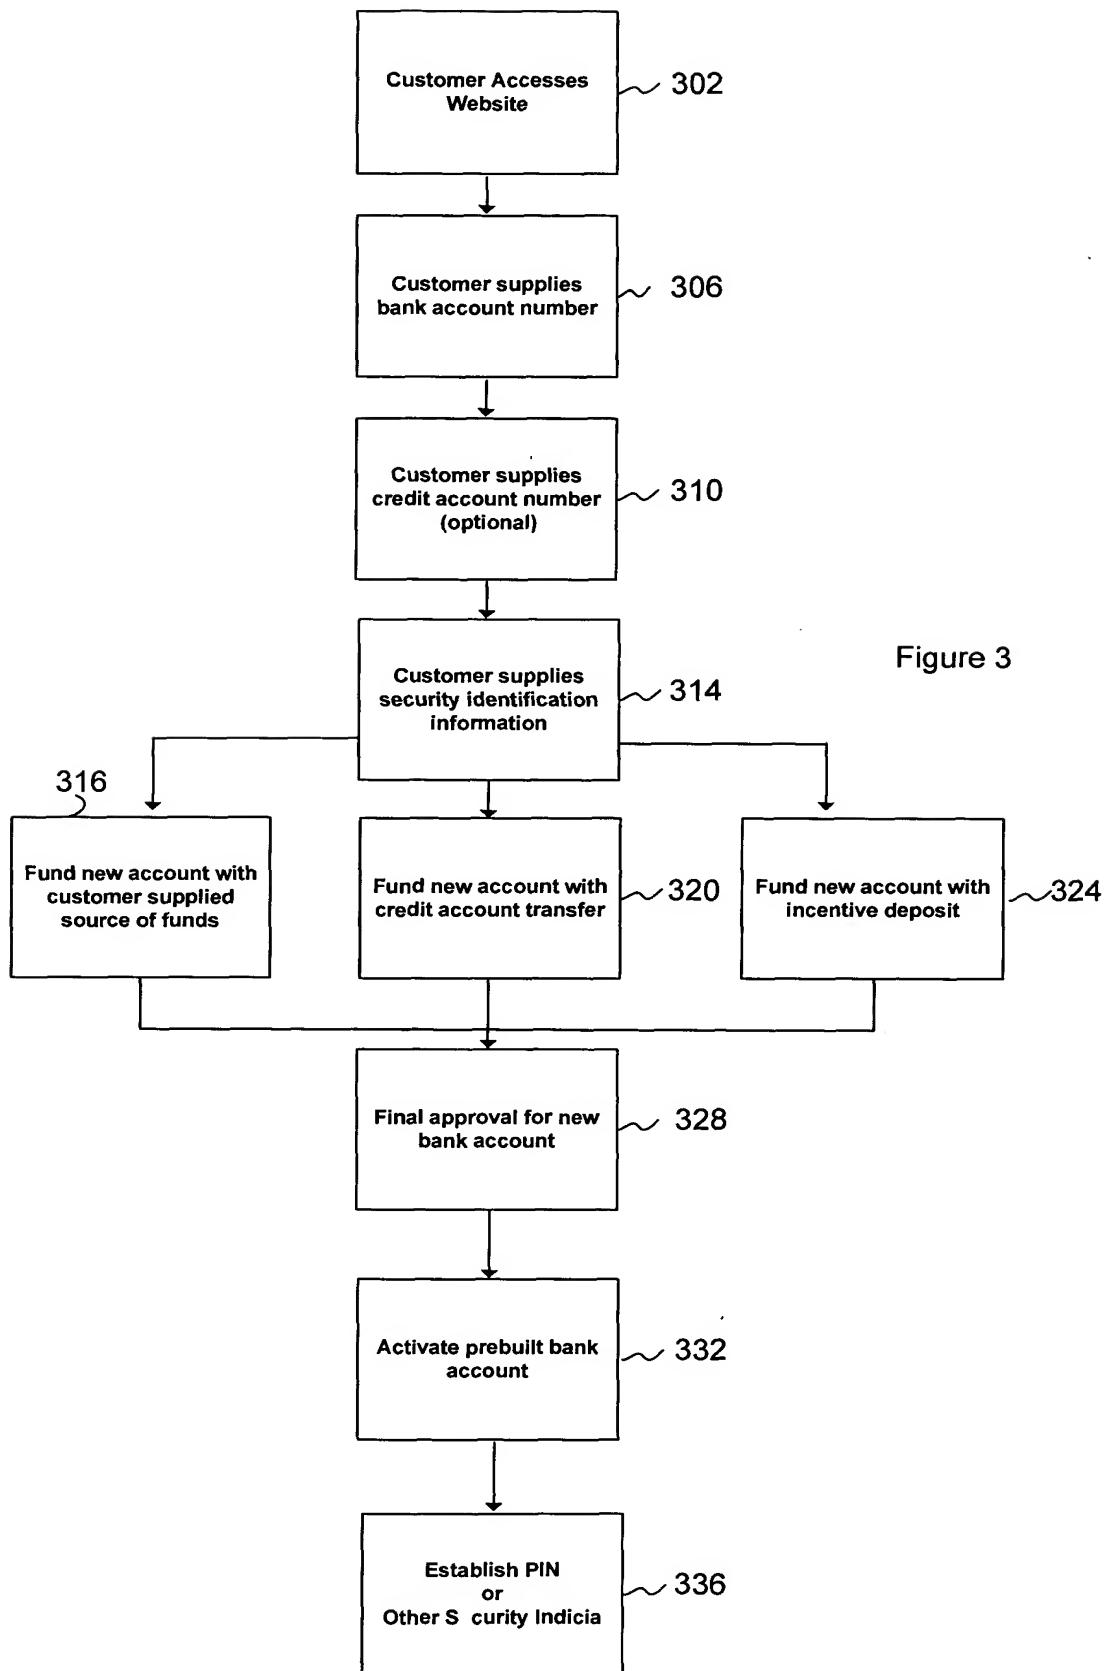 Customer Accesses
Website
302
Customer supplies
bank account number
306
Customer supplies
credit account number
(optional)
310
Customer supplies
security identification
information
314
Figure 3
316
Fund new account with
customer supplied
source of funds
Fund new account with
credit account transfer
320
Fund new account with
incentive deposit
324
Final approval for new
bank account
328
Activate prebuilt bank
account
332
Establish PIN
or
Other S curity Indicia
336